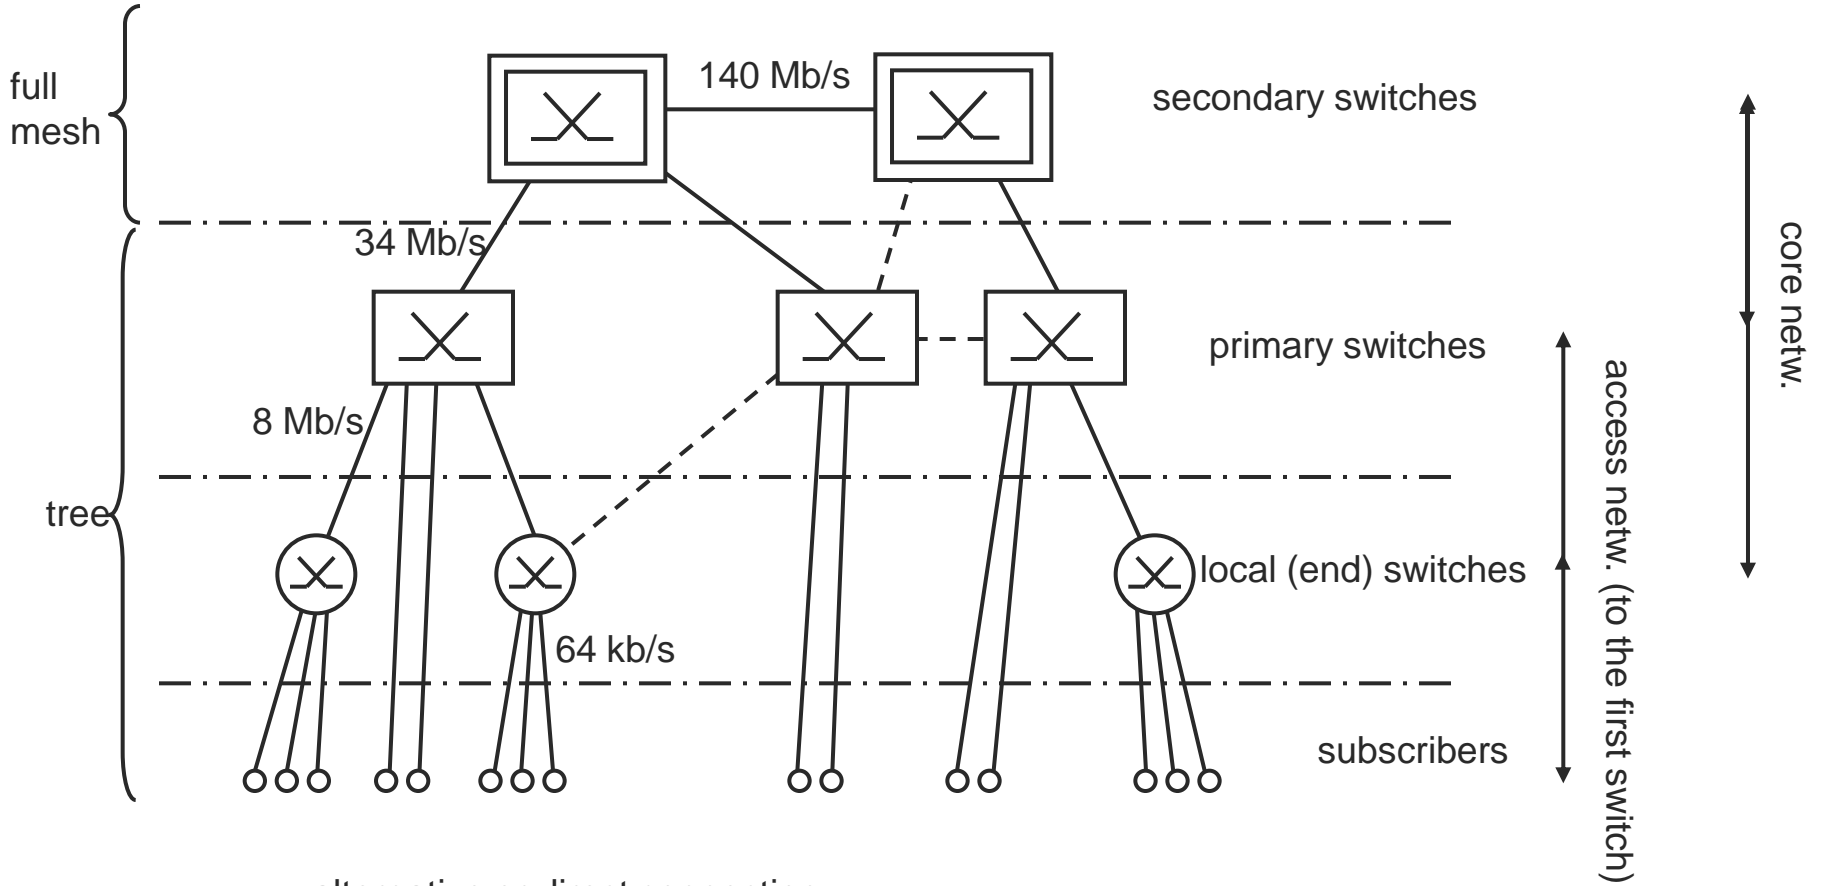 full
mesh
140 Mb/s
secondary switches
34 Mb/s
core netw.
primary switches
8 Mb/s
access netw. (to the first switch)
tree
local (end) switches
64 kb/s
subscribers